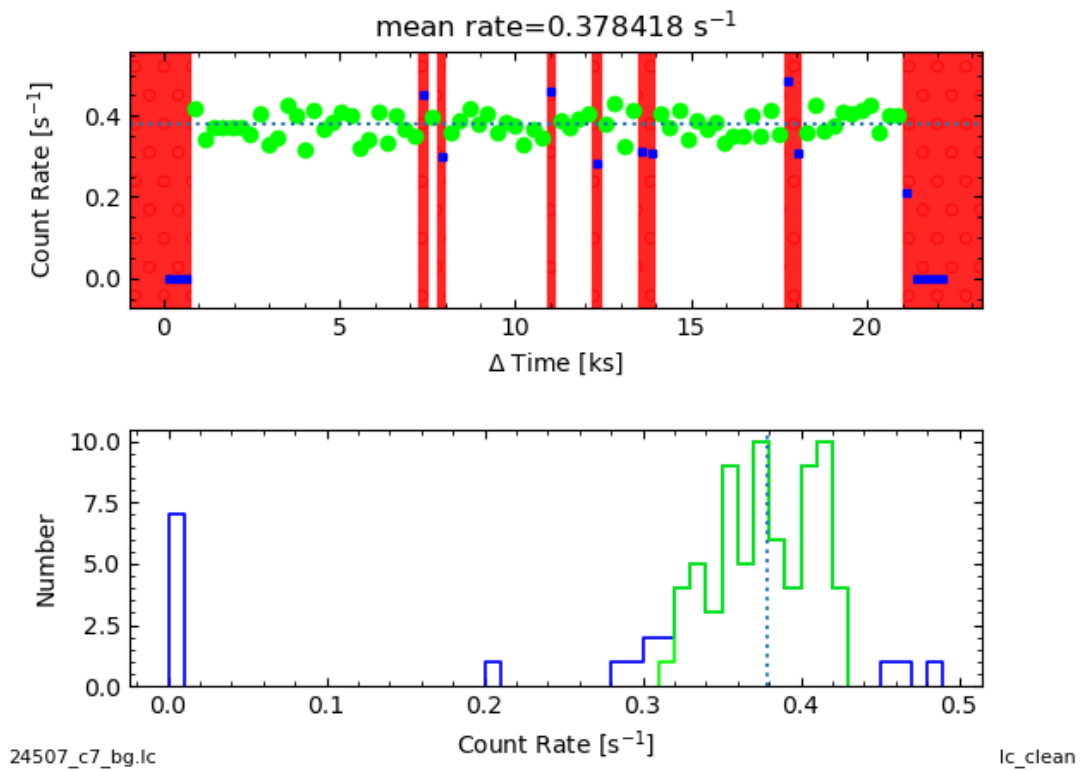 mean rate=0.378418 s⁻¹
Count Rate [s⁻¹]
0.4
0.2
0.0
0 5 10 15 20
Δ Time [ks]
Number
10.0
7.5
5.0
2.5
0.0
0.0 0.1 0.2 0.3 0.4 0.5
Count Rate [s⁻¹]
24507_c7_bg.lc
lc_clean